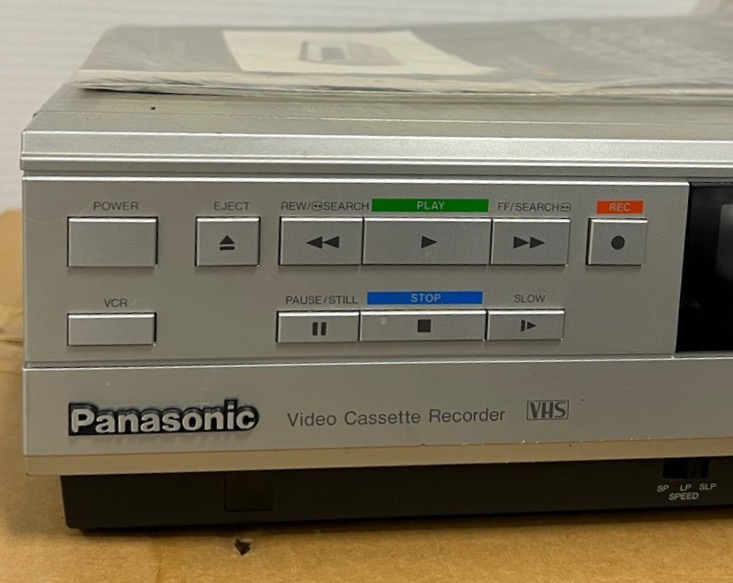 POWER EJECT REW/SEARCH PLAY FF/SEARCH REC
VCR PAUSE/STILL STOP SLOW
Panasonic Video Cassette Recorder VHS
SP LP SLP
SPEED